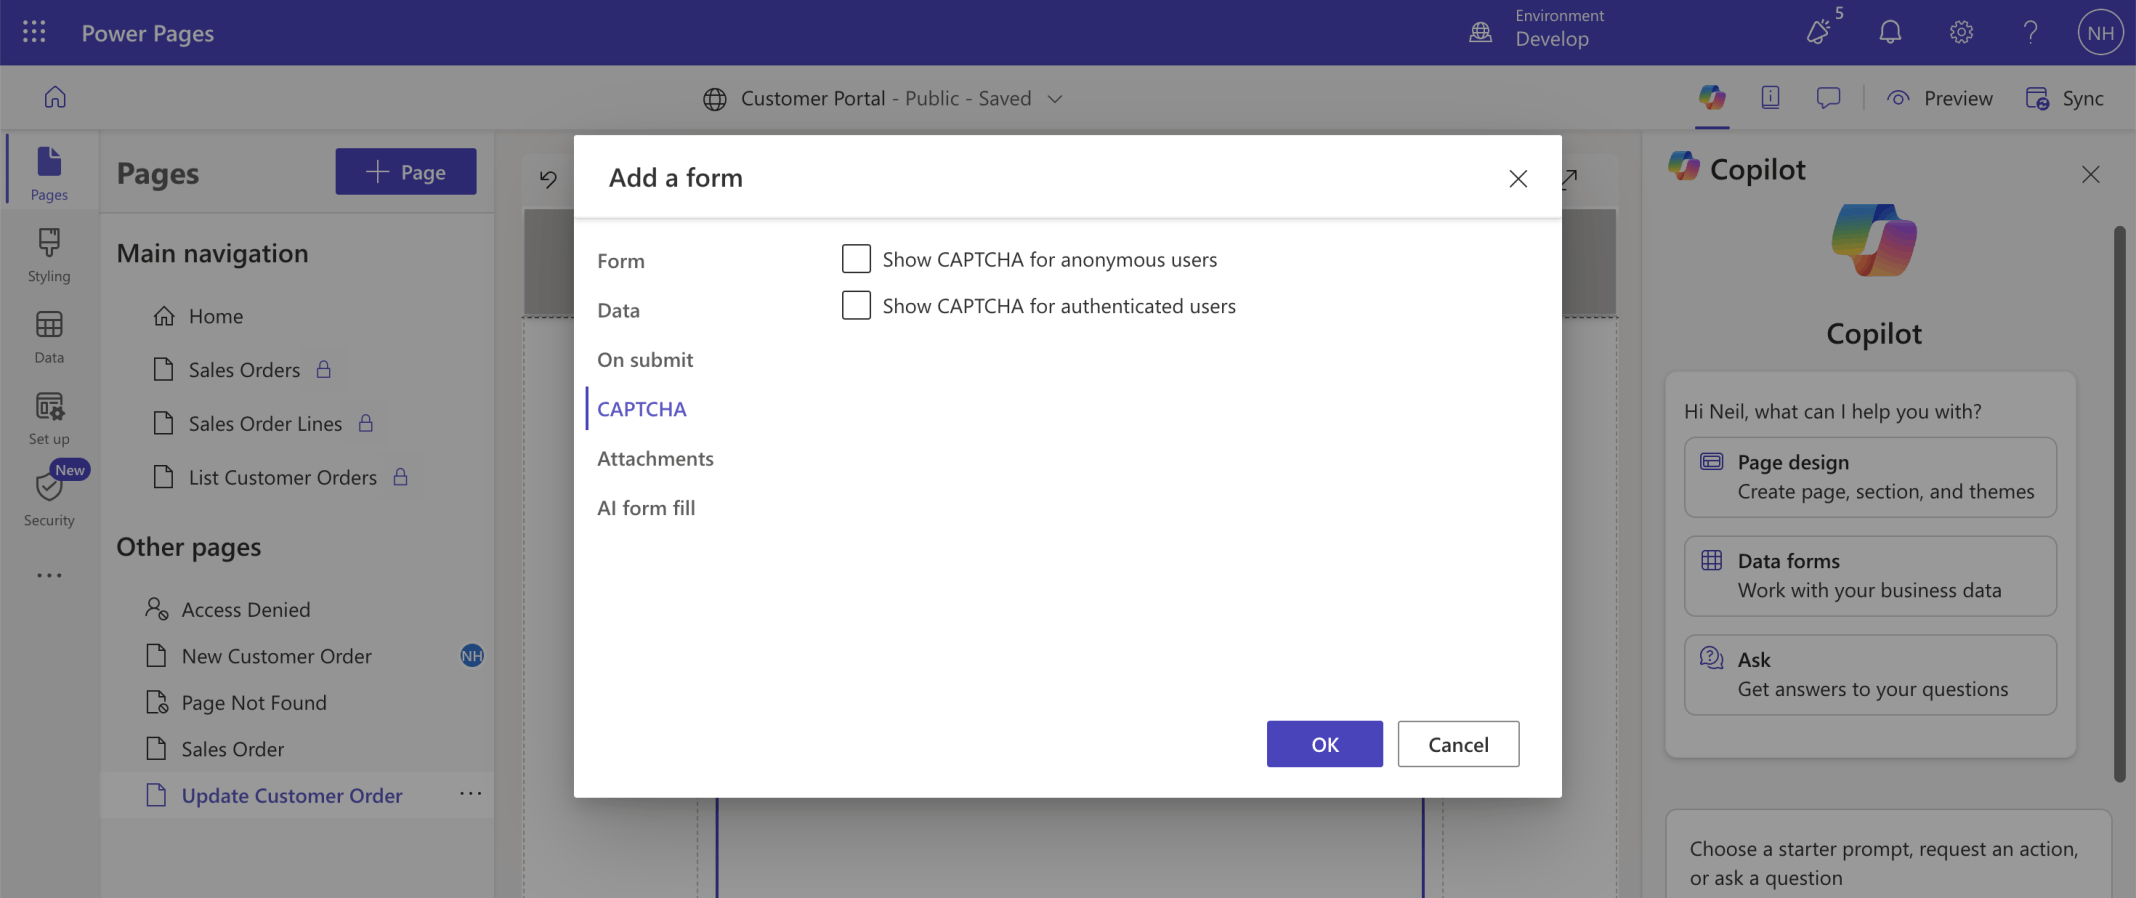 Power Pages
Environment
Develop
5
NH
Customer Portal - Public - Saved
Preview
Sync
Pages
Styling
Data
Set up
New
Security
Pages
Page
Main navigation
Home
Sales Orders
Sales Order Lines
List Customer Orders
Other pages
Access Denied
New Customer Order
NH
Page Not Found
Sales Order
Update Customer Order
Add a form
Form
Data
On submit
CAPTCHA
Attachments
AI form fill
Show CAPTCHA for anonymous users
Show CAPTCHA for authenticated users
OK
Cancel
Copilot
Copilot
Hi Neil, what can I help you with?
Page design
Create page, section, and themes
Data forms
Work with your business data
Ask
Get answers to your questions
Choose a starter prompt, request an action,
or ask a question